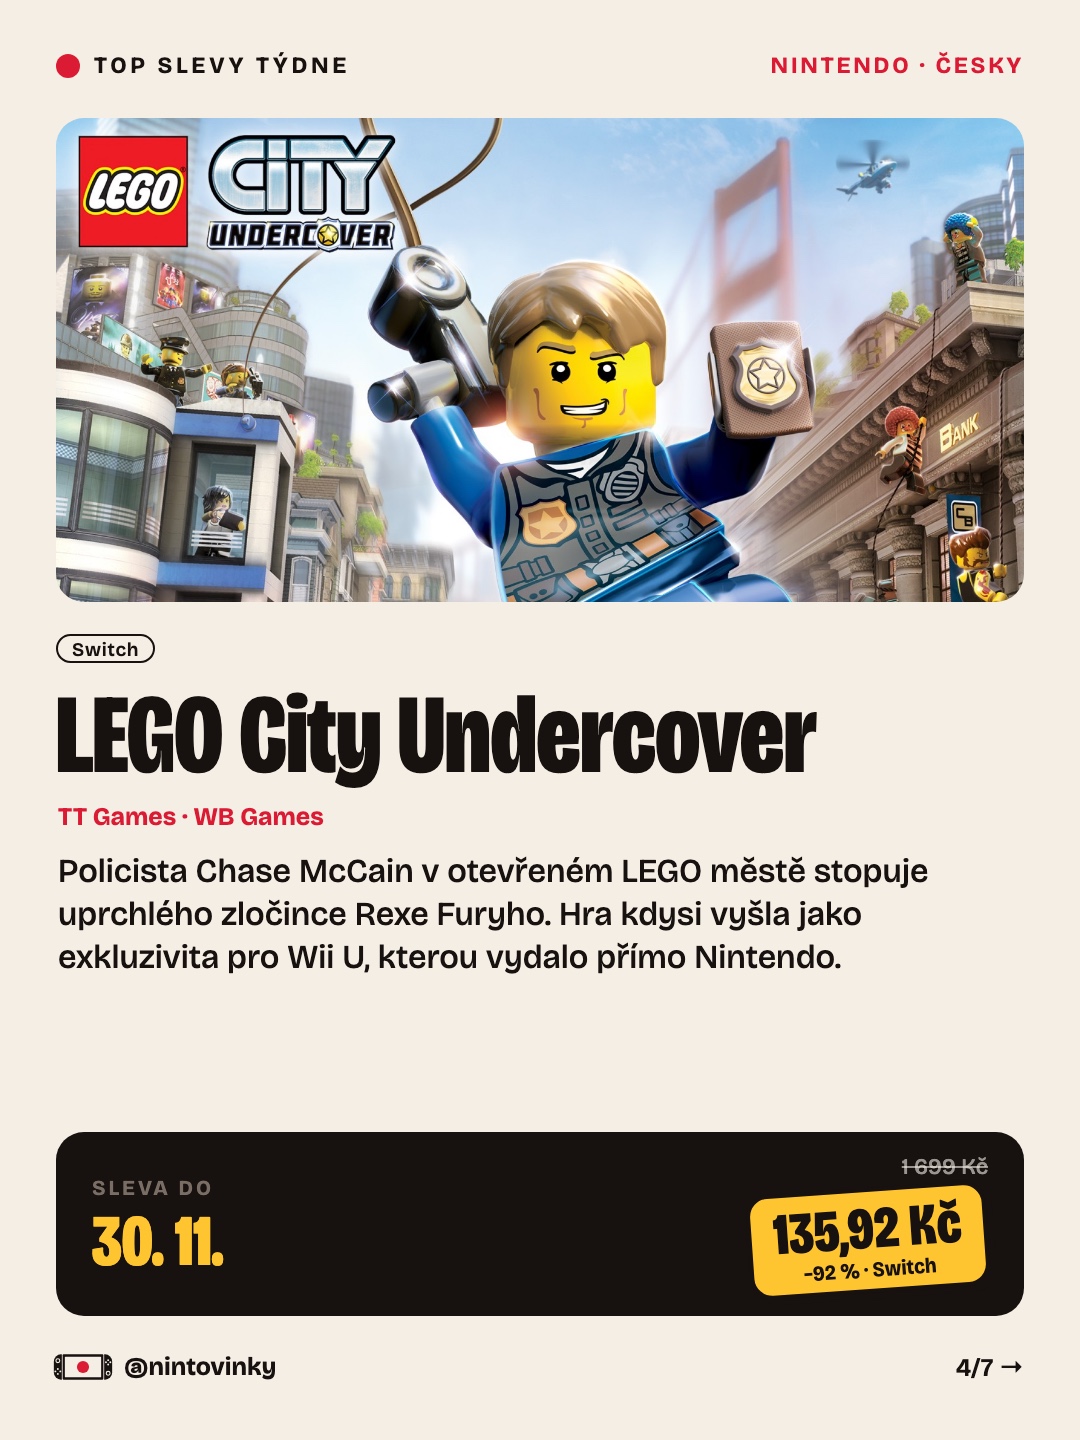 TOP SLEVY TÝDNE
NINTENDO · ČESKY
LEGO
CITY
UNDERCOVER
BANK
CB
Switch
LEGO City Undercover
TT Games · WB Games
Policista Chase McCain v otevřeném LEGO městě stopuje
uprchlého zločince Rexe Furyho. Hra kdysi vyšla jako
exkluzivita pro Wii U, kterou vydalo přímo Nintendo.
SLEVA DO
30. 11.
1 699 Kč
135,92 Kč
−92 % · Switch
@nintovinky
4/7 →